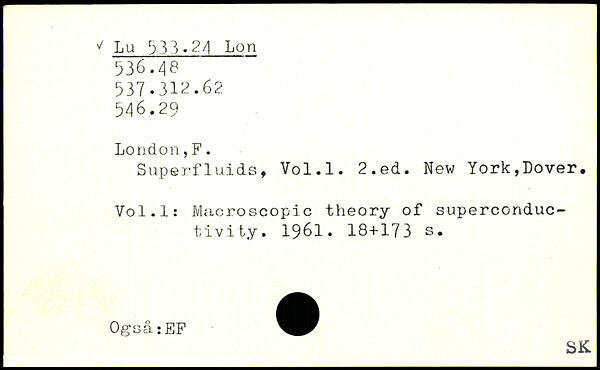 √ Lu 533.24 Lon
536.48
537.312.62
546.29
London,F.
Superfluids, Vol.1. 2.ed. New York,Dover.
Vol.1: Macroscopic theory of superconduc-
tivity. 1961. 18+173 s.
Også:EF
SK